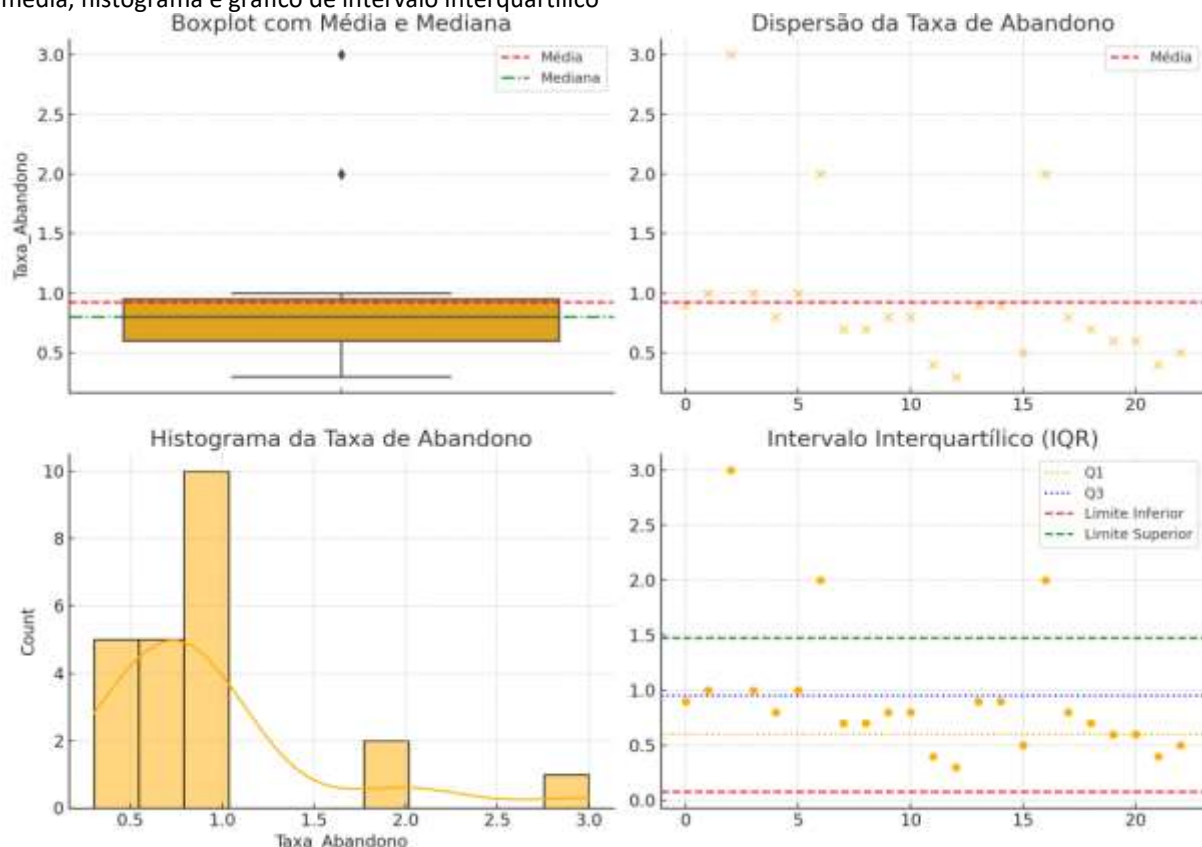 média, histograma e gráfico de intervalo interquartílico
Boxplot com Média e Mediana
Média
Mediana
Taxa_Abandono
3.0
2.5
2.0
1.5
1.0
0.5
Dispersão da Taxa de Abandono
Média
3.0
2.5
2.0
1.5
1.0
0.5
0 5 10 15 20
Histograma da Taxa de Abandono
Count
10
8
6
4
2
0
0.5 1.0 1.5 2.0 2.5 3.0
Taxa_Abandono
Intervalo Interquartílico (IQR)
Q1
Q3
Limite Inferior
Limite Superior
3.0
2.5
2.0
1.5
1.0
0.5
0.0
0 5 10 15 20